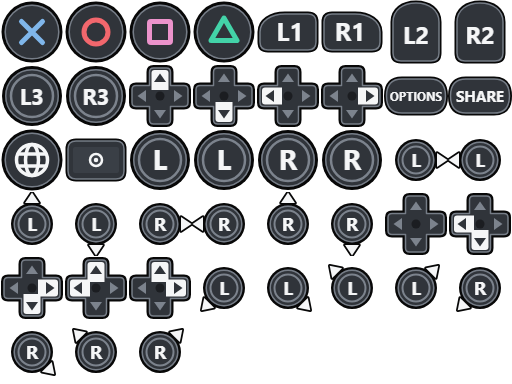 L1 R1 L2 R2
L3 R3 OPTIONS SHARE
L L R R L L
L L R R R R
L L L L R
R R R